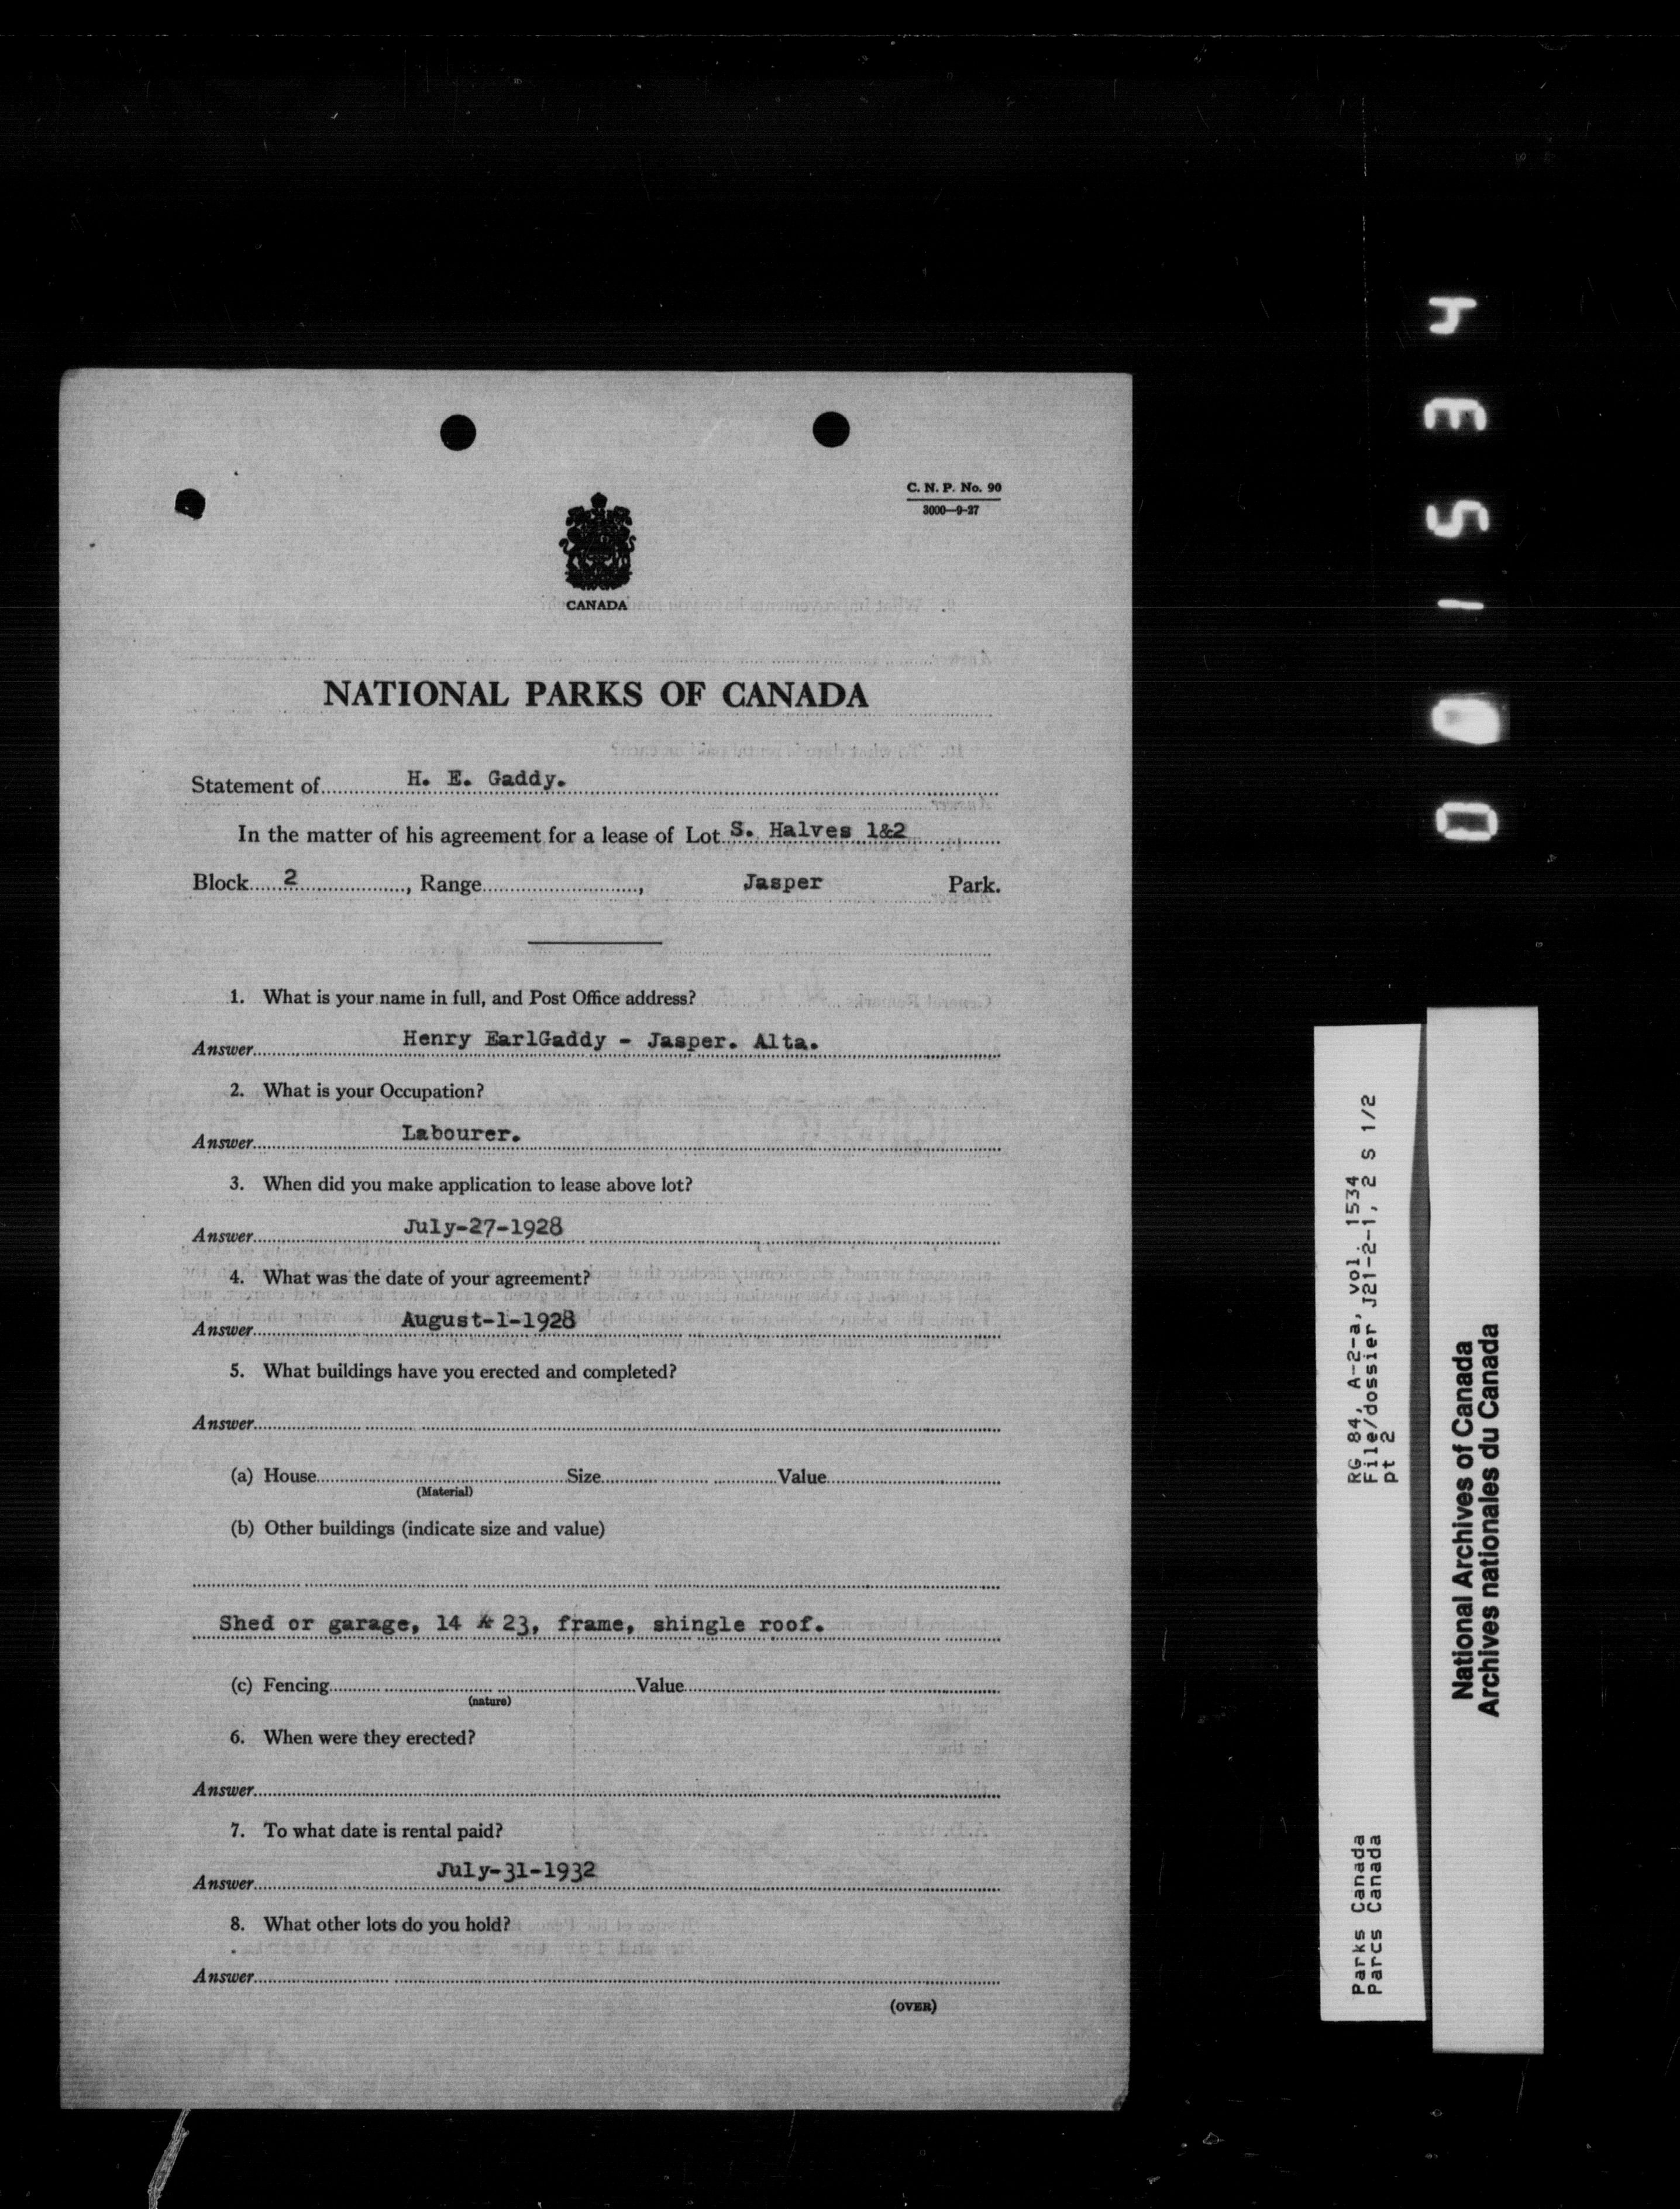 C. N. P. No. 90
3000—9-27
CANADA
NATIONAL PARKS OF CANADA
Statement of H. E. Gaddy.
In the matter of his agreement for a lease of Lot S. Halves 1&2
Block 2, Range, Jasper Park.
1. What is your name in full, and Post Office address?
Answer Henry EarlGaddy - Jasper. Alta.
2. What is your Occupation?
Answer Labourer.
3. When did you make application to lease above lot?
Answer July-27-1928
4. What was the date of your agreement?
Answer August-1-1928
5. What buildings have you erected and completed?
Answer
(a) House Size Value
(Material)
(b) Other buildings (indicate size and value)
Shed or garage, 14 x 23, frame, shingle roof.
(c) Fencing Value
(nature)
6. When were they erected?
Answer
7. To what date is rental paid?
Answer July-31-1932
8. What other lots do you hold?
Answer
(OVER)
RG 84, A-2-a, vol. 1534
File/dossier J21-2-1, 2 S 1/2
pt 2
Parks Canada
Parcs Canada
National Archives of Canada
Archives nationales du Canada